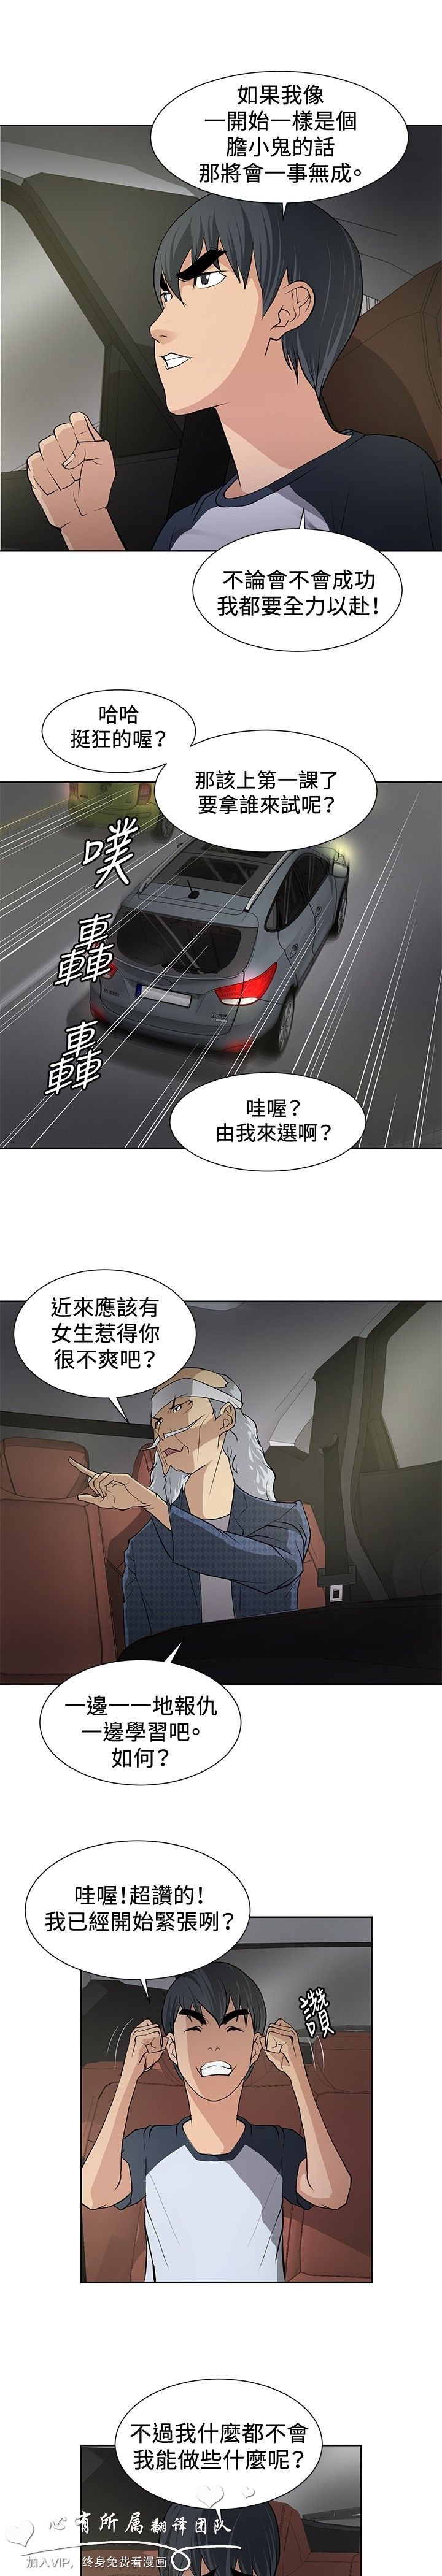 如果我像
一開始一樣是個
膽小鬼的話
那將會一事無成。
不論會不會成功
我都要全力以赴！
哈哈
挺狂的喔？
那該上第一課了
要拿誰來試呢？
噗
轟
轟
哇喔？
由我來選啊？
近來應該有
女生惹得你
很不爽吧？
一邊一一地報仇
一邊學習吧。
如何？
哇喔！超讚的！
我已經開始緊張咧？
讚
不過我什麼都不會
我能做些什麼呢？
心有所属翻译团队
加入VIP，终身免费看漫画